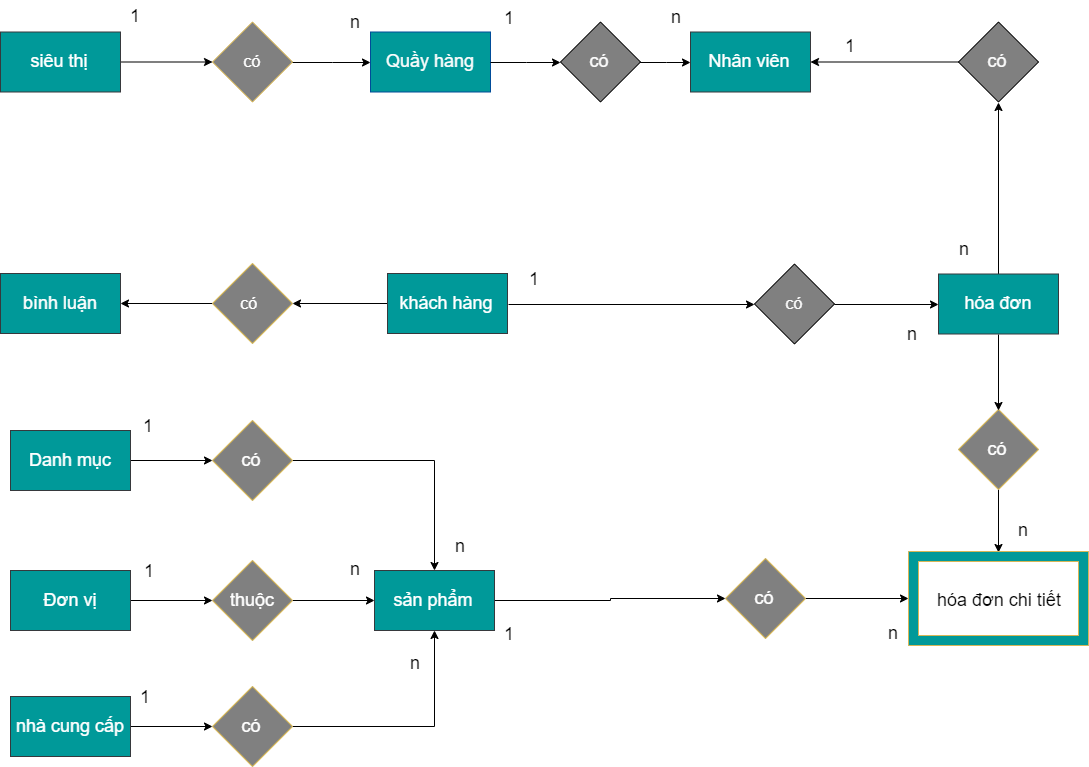 1
n
1
n
siêu thị
có
Quầy hàng
có
Nhân viên
1
có
n
bình luận
có
khách hàng
1
có
hóa đơn
n
1
Danh mục
có
có
n
n
1
n
Đơn vị
thuộc
sản phẩm
có
hóa đơn chi tiết
1
n
n
1
nhà cung cấp
có